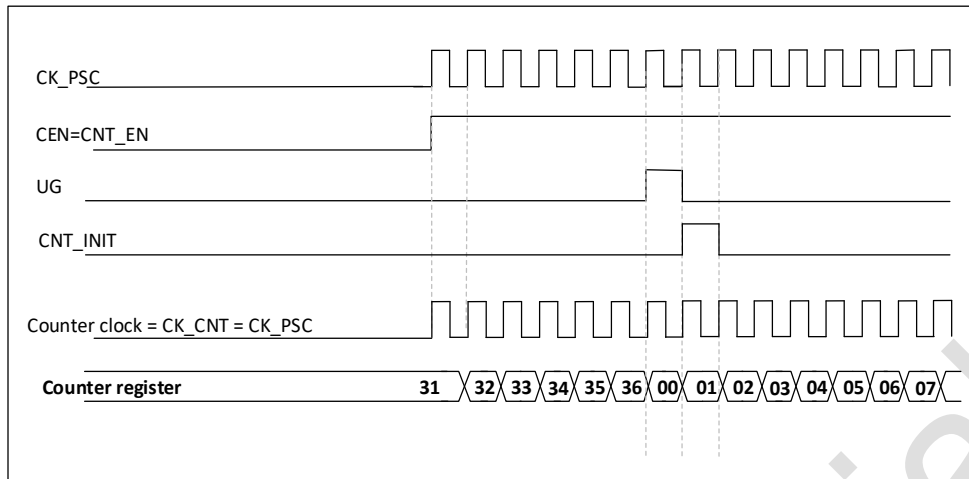 CK_PSC
CEN=CNT_EN
UG
CNT_INIT
Counter clock = CK_CNT = CK_PSC
Counter register 31 32 33 34 35 36 00 01 02 03 04 05 06 07